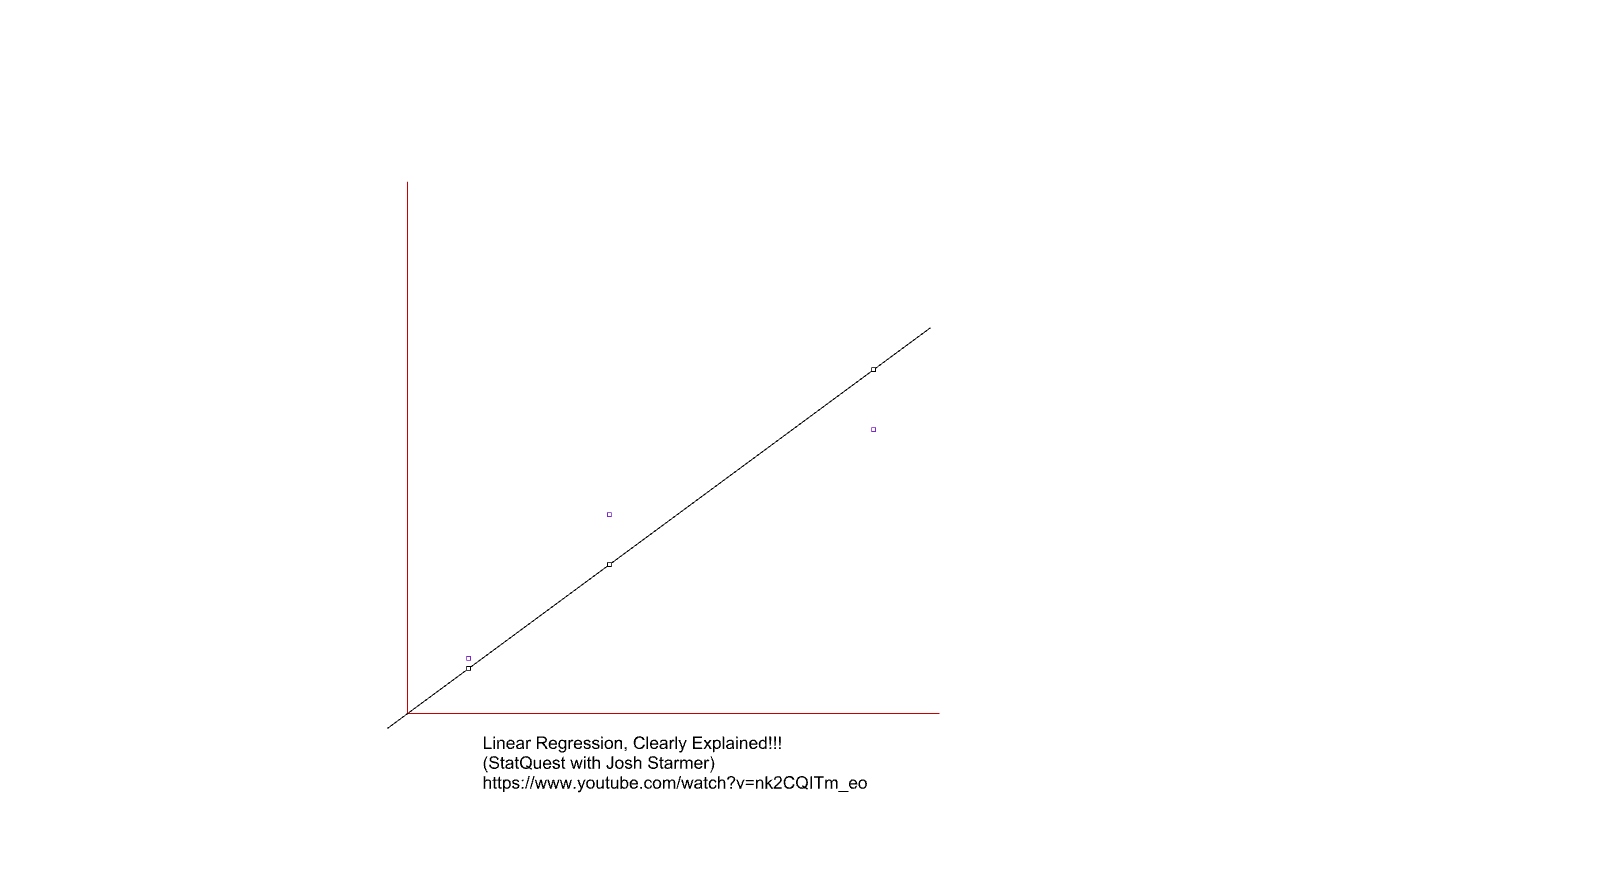 Linear Regression, Clearly Explained!!!
(StatQuest with Josh Starmer)
https://www.youtube.com/watch?v=nk2CQITm_eo